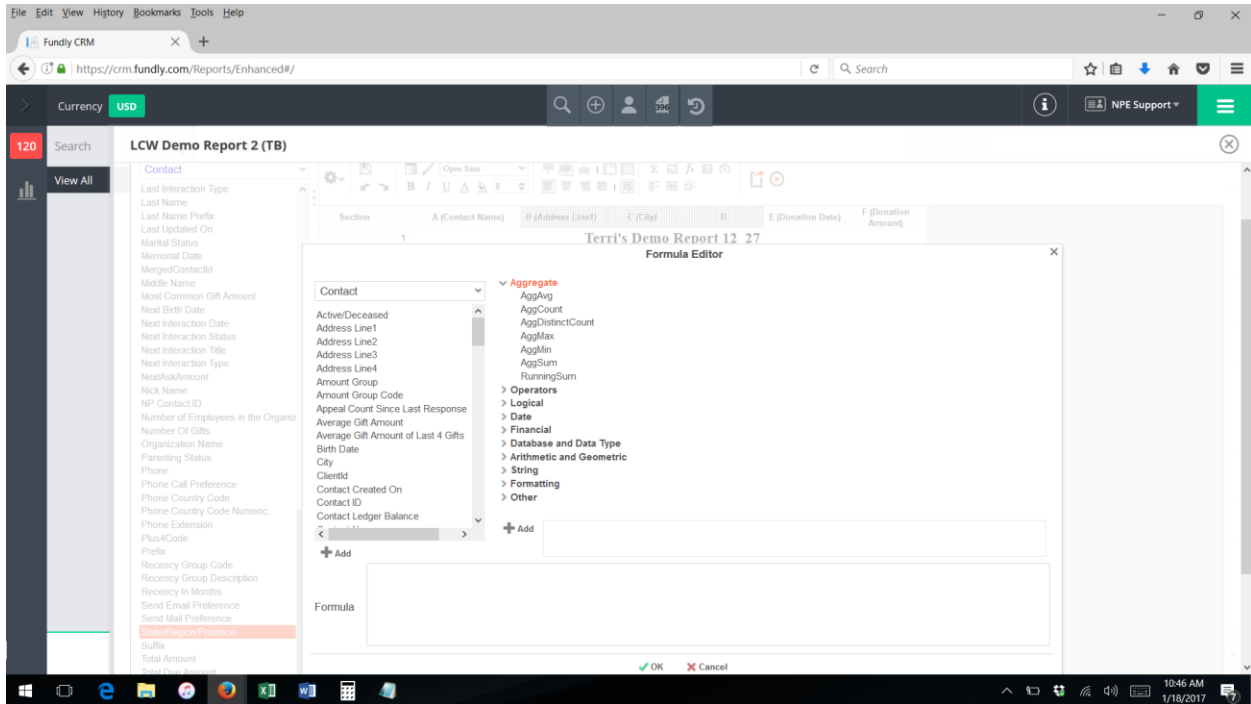 File Edit View History Bookmarks Tools Help
Fundly CRM
https://crm.fundly.com/Reports/Enhanced#/
Search
Currency USD
396
NPE Support
120
Search
LCW Demo Report 2 (TB)
Search Report
View All
Contact
Last Interaction Type
Last Name
Last Name Prefix
Last Updated On
Marital Status
Memorial Date
MergedContactId
Middle Name
Most Common Gift Amount
Next Birth Date
Next Interaction Date
Next Interaction Status
Next Interaction Title
Next Interaction Type
NextAskAmount
Nick Name
NP Contact ID
Number of Employees in the Organiz
Number Of Gifts
Organization Name
Parenting Status
Phone
Phone Call Preference
Phone Country Code
Phone Country Code Numeric
Phone Extension
Plus4Code
Prefix
Recency Group Code
Recency Group Description
Recency In Months
Send Email Preference
Send Mail Preference
State/Region/Province
Suffix
Total Amount
Total Due Amount
Open Sans
B I U A 8
Section A (Contact Name) B (Address Line1) C (City) D E (Donation Date) F (Donation Amount)
1 Terri's Demo Report 12_27
Formula Editor
Contact
Active/Deceased
Address Line1
Address Line2
Address Line3
Address Line4
Amount Group
Amount Group Code
Appeal Count Since Last Response
Average Gift Amount
Average Gift Amount of Last 4 Gifts
Birth Date
City
ClientId
Contact Created On
Contact ID
Contact Ledger Balance
Add
Aggregate
AggAvg
AggCount
AggDistinctCount
AggMax
AggMin
AggSum
RunningSum
Operators
Logical
Date
Financial
Database and Data Type
Arithmetic and Geometric
String
Formatting
Other
Add
Formula
OK Cancel
10:46 AM
1/18/2017